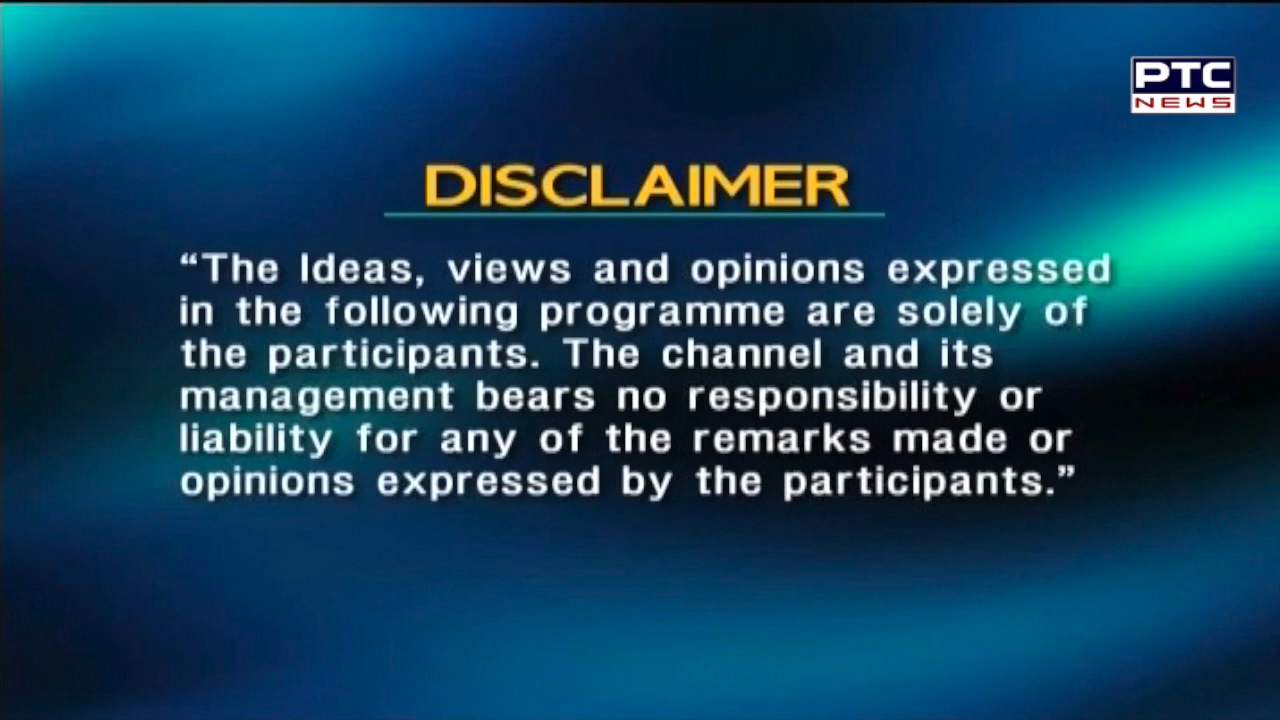 PTC
NEWS
DISCLAIMER
“The Ideas, views and opinions expressed
in the following programme are solely of
the participants. The channel and its
management bears no responsibility or
liability for any of the remarks made or
opinions expressed by the participants.”